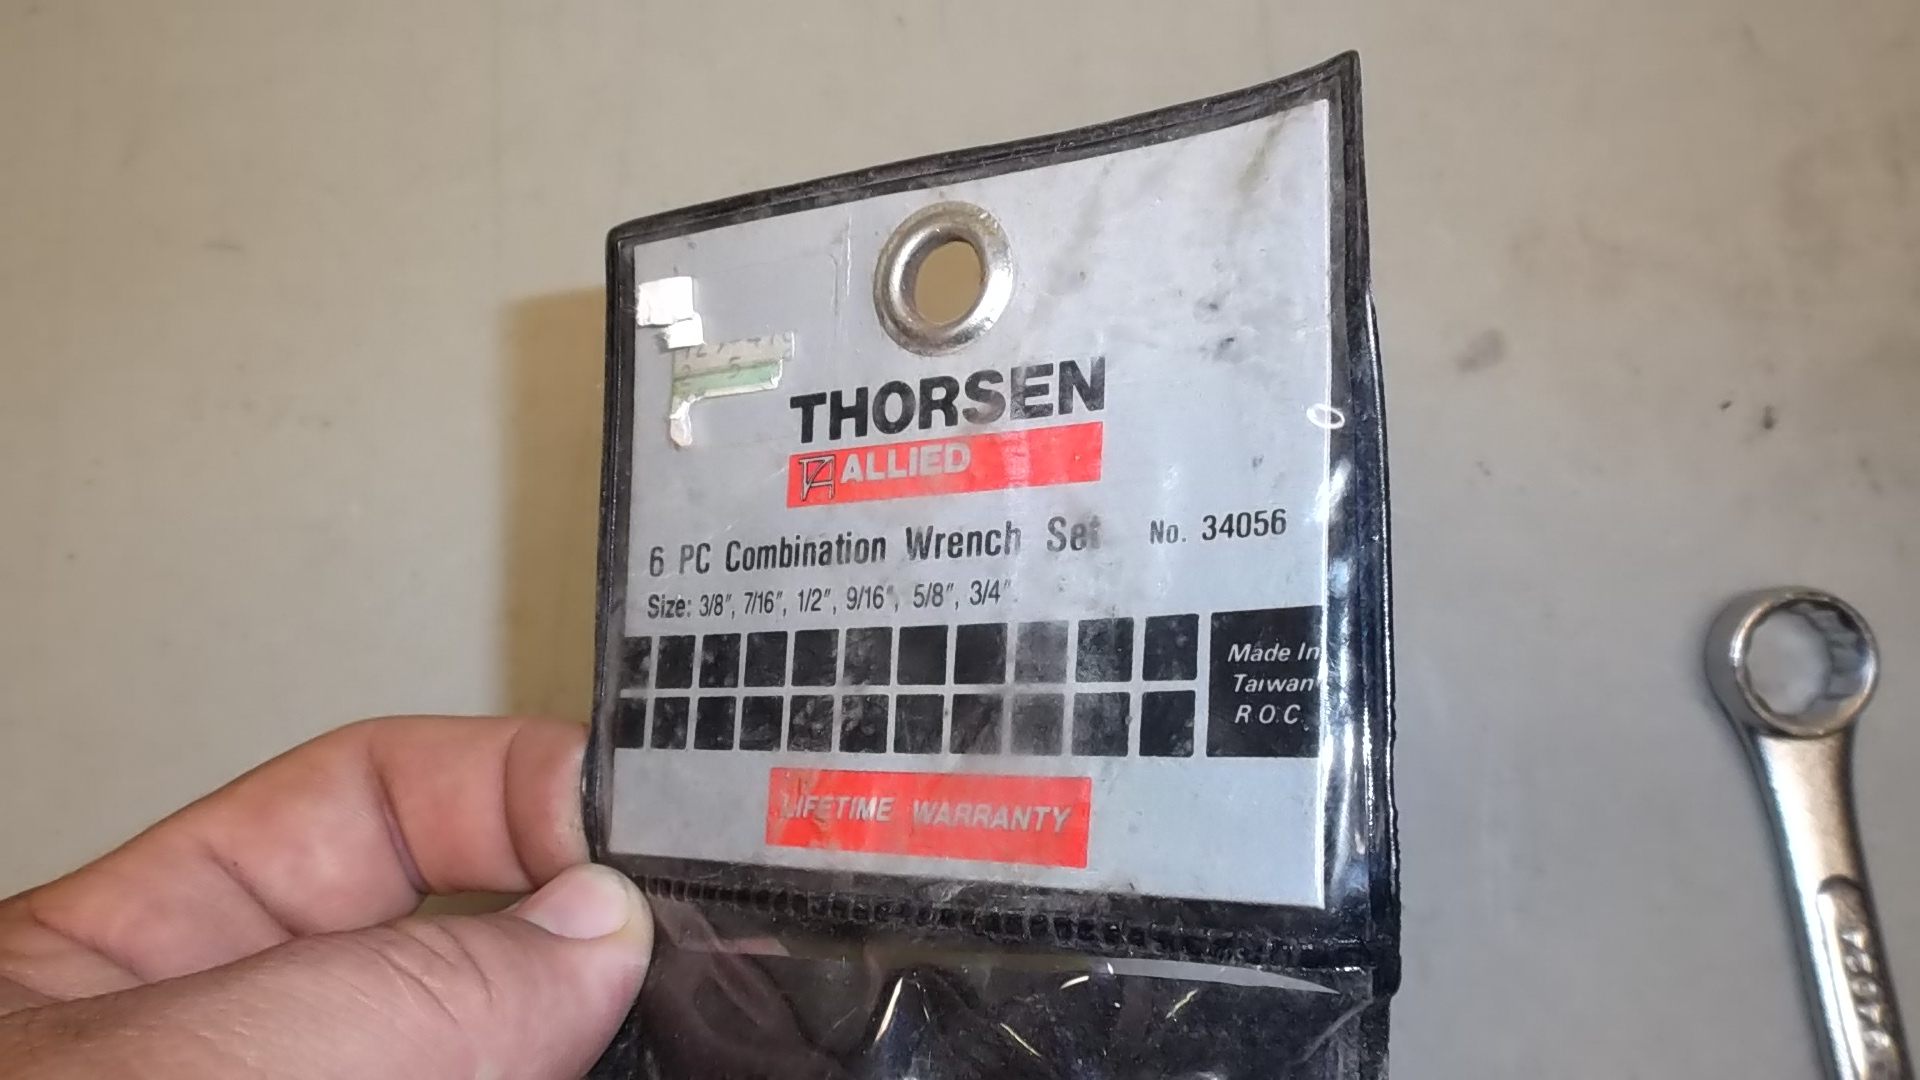 THORSEN
ALLIED
6 PC Combination Wrench Set No. 34056
Size: 3/8", 7/16", 1/2", 9/16", 5/8", 3/4"
Made In
Taiwan
R.O.C.
LIFETIME WARRANTY